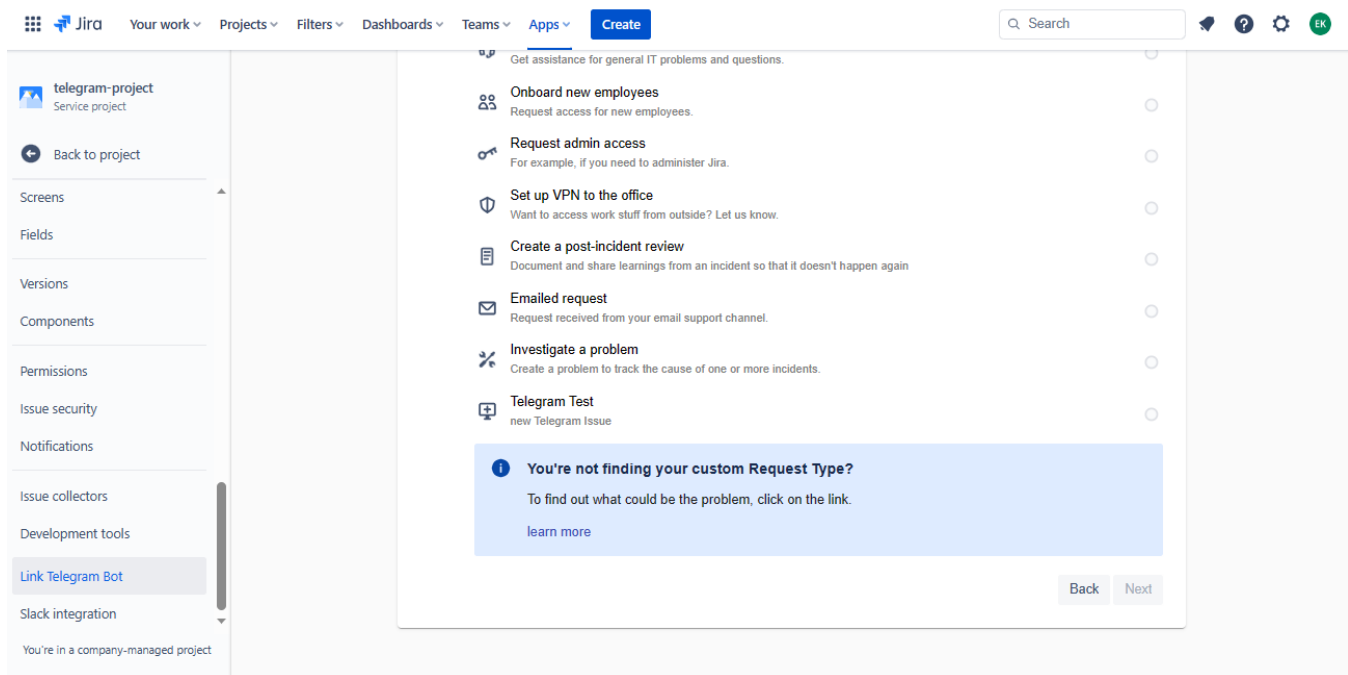 Jira Your work Projects Filters Dashboards Teams Apps Create Search EK
telegram-project
Service project
Back to project
Screens
Fields
Versions
Components
Permissions
Issue security
Notifications
Issue collectors
Development tools
Link Telegram Bot
Slack integration
You're in a company-managed project
Get assistance for general IT problems and questions.
Onboard new employees
Request access for new employees.
Request admin access
For example, if you need to administer Jira.
Set up VPN to the office
Want to access work stuff from outside? Let us know.
Create a post-incident review
Document and share learnings from an incident so that it doesn't happen again
Emailed request
Request received from your email support channel.
Investigate a problem
Create a problem to track the cause of one or more incidents.
Telegram Test
new Telegram Issue
You're not finding your custom Request Type?
To find out what could be the problem, click on the link.
learn more
Back Next